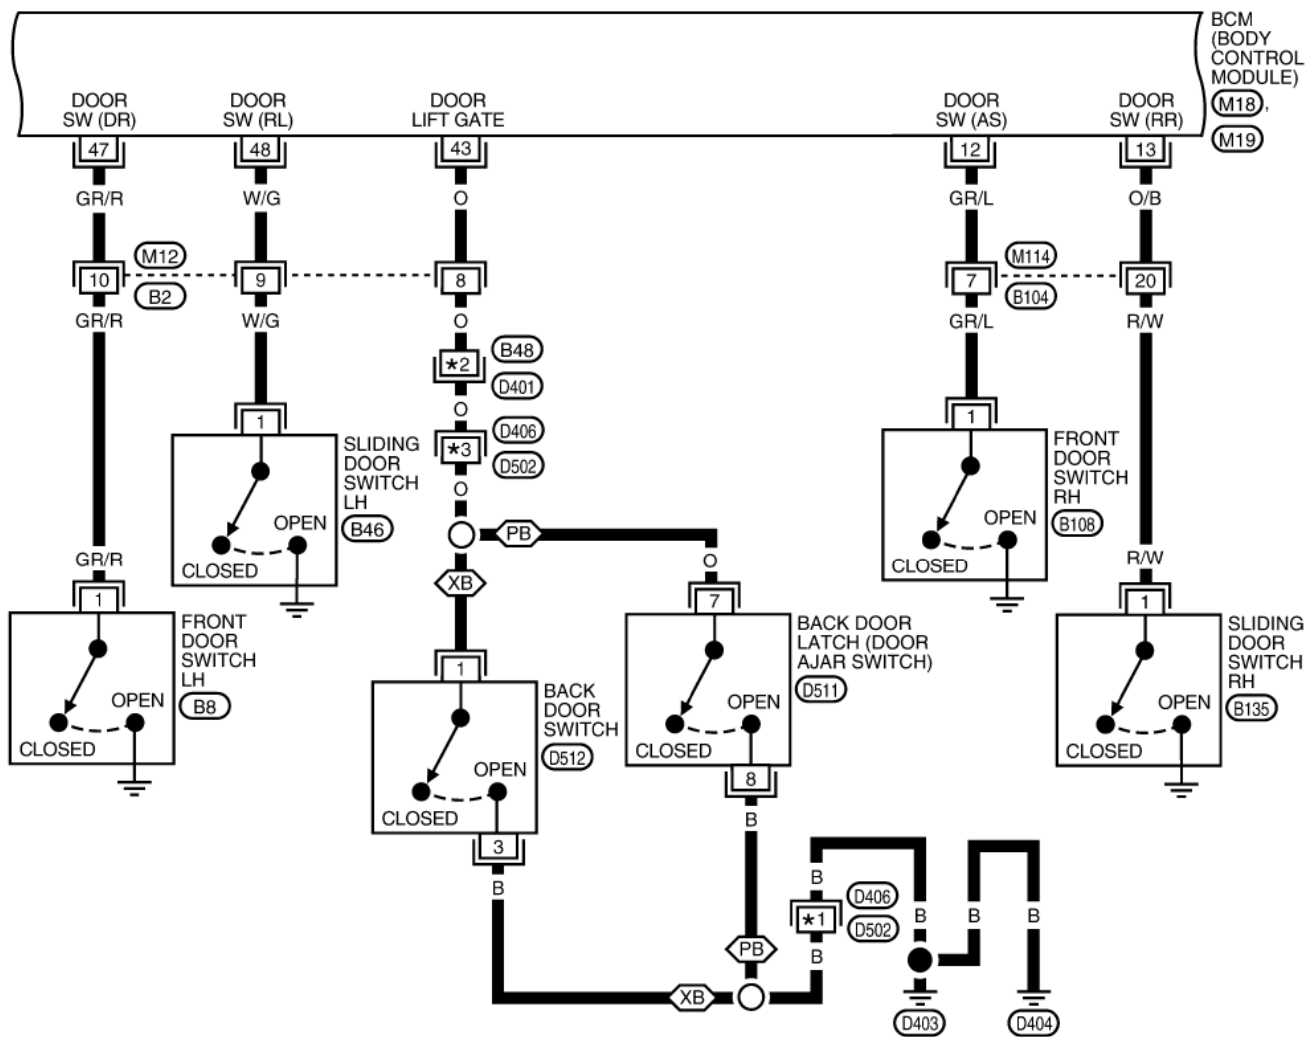 BCM
(BODY
CONTROL
MODULE)
M18,
M19
DOOR
SW (DR)
DOOR
SW (RL)
DOOR
LIFT GATE
DOOR
SW (AS)
DOOR
SW (RR)
47
48
43
12
13
GR/R
W/G
O
GR/L
O/B
M12
M114
10
9
8
7
20
B2
B104
GR/R
W/G
O
GR/L
R/W
B48
★2
D401
O
D406
★3
D502
O
1
SLIDING
DOOR
SWITCH
LH
B46
OPEN
CLOSED
1
FRONT
DOOR
SWITCH
RH
B108
OPEN
CLOSED
PB
XB
GR/R
O
R/W
1
FRONT
DOOR
SWITCH
LH
B8
OPEN
CLOSED
7
BACK DOOR
LATCH (DOOR
AJAR SWITCH)
D511
OPEN
CLOSED
8
1
SLIDING
DOOR
SWITCH
RH
B135
OPEN
CLOSED
1
BACK
DOOR
SWITCH
D512
OPEN
CLOSED
3
B
B
B
D406
★1
D502
B
B
B
B
PB
XB
D403
D404